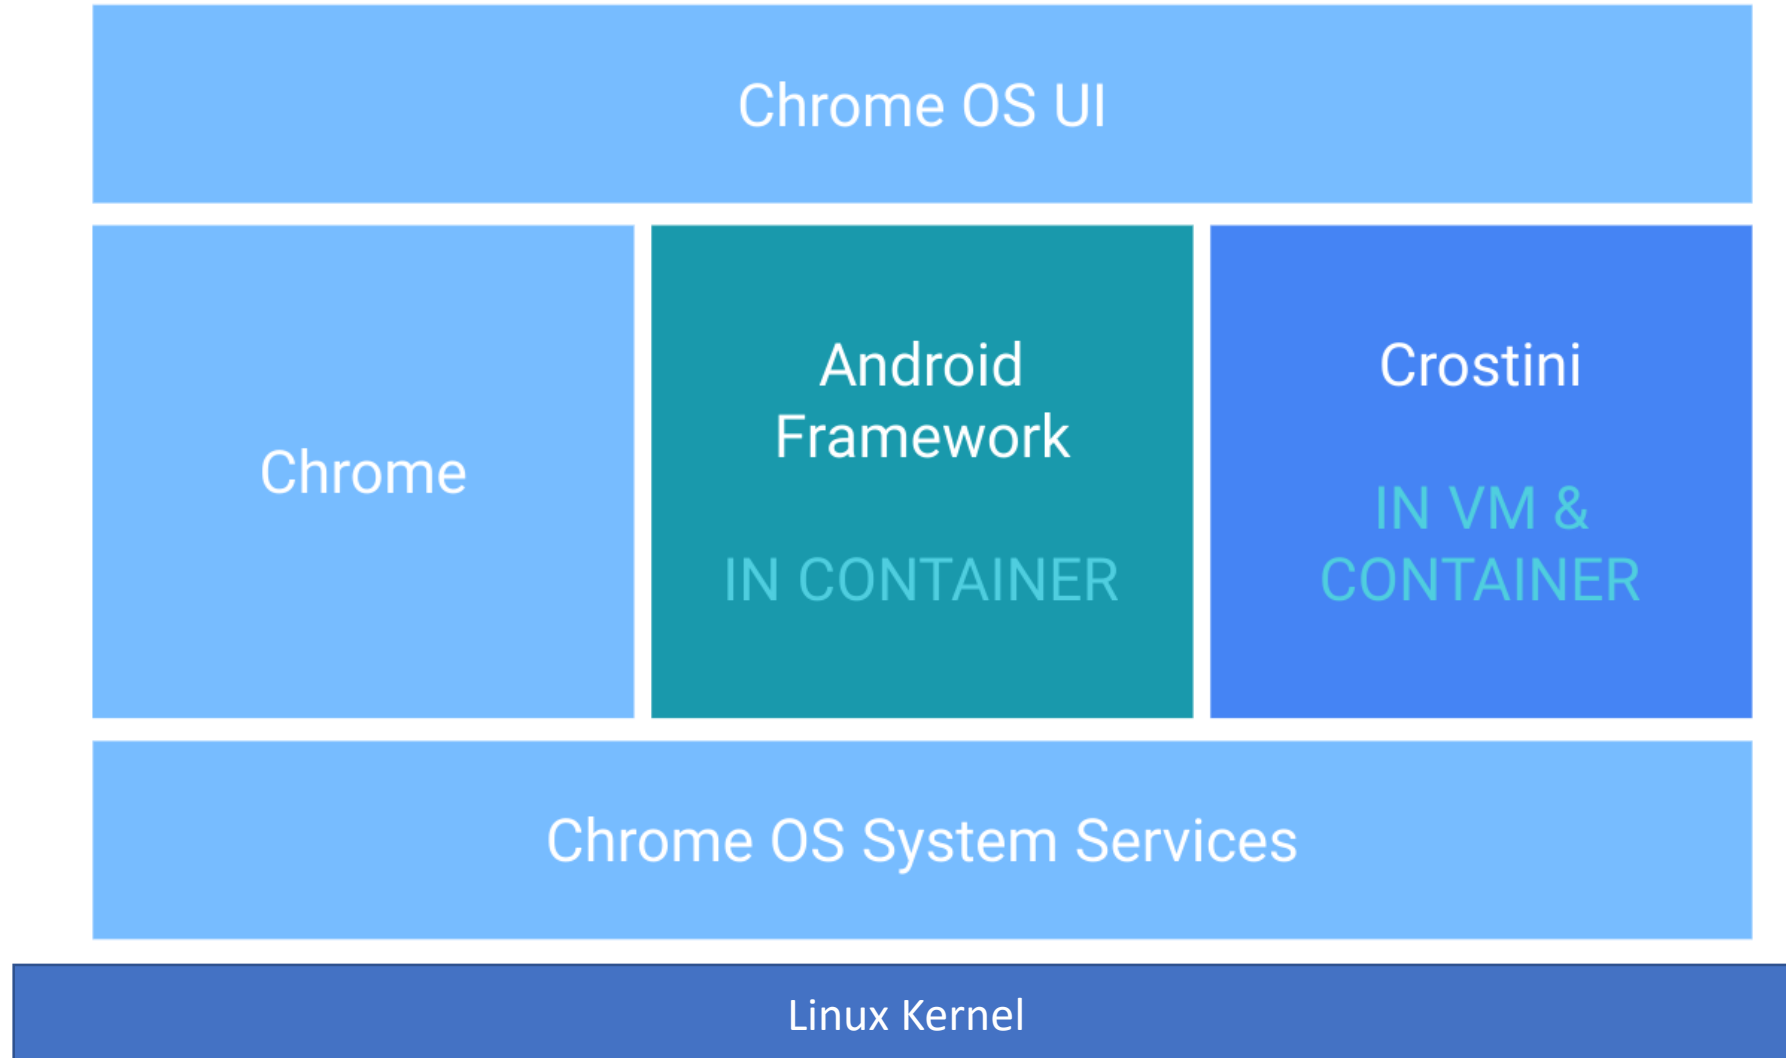 Chrome OS UI
Chrome
Android
Framework
IN CONTAINER
Crostini
IN VM &
CONTAINER
Chrome OS System Services
Linux Kernel